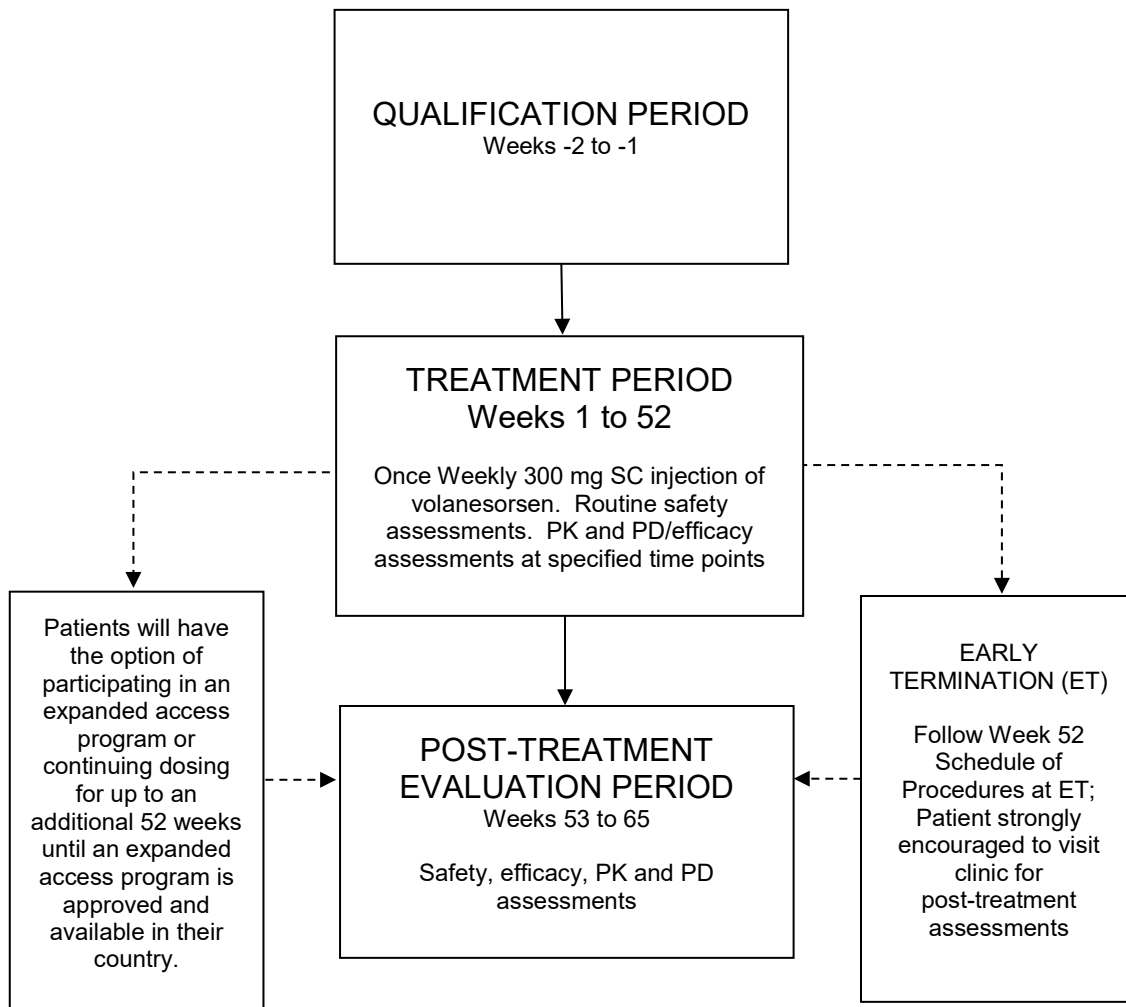 QUALIFICATION PERIOD
Weeks -2 to -1
TREATMENT PERIOD
Weeks 1 to 52
Once Weekly 300 mg SC injection of
volanesorsen.  Routine safety
assessments.  PK and PD/efficacy
assessments at specified time points
Patients will have
the option of
participating in an
expanded access
program or
continuing dosing
for up to an
additional 52 weeks
until an expanded
access program is
approved and
available in their
country.
POST-TREATMENT
EVALUATION PERIOD
Weeks 53 to 65
Safety, efficacy, PK and PD
assessments
EARLY
TERMINATION (ET)
Follow Week 52
Schedule of
Procedures at ET;
Patient strongly
encouraged to visit
clinic for
post-treatment
assessments